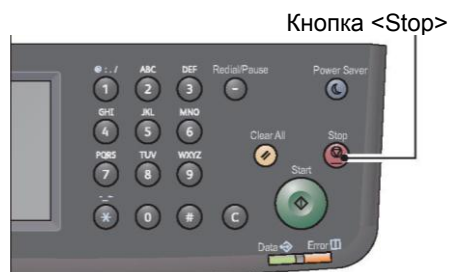 Кнопка <Stop>
@:./ ABC DEF Redial/Pause Power Saver
1 2 3 -
GHI JKL MNO
4 5 6
Clear All Stop
PQRS TUV WXYZ
7 8 9
Start
-_~
* 0 # C
Data Error